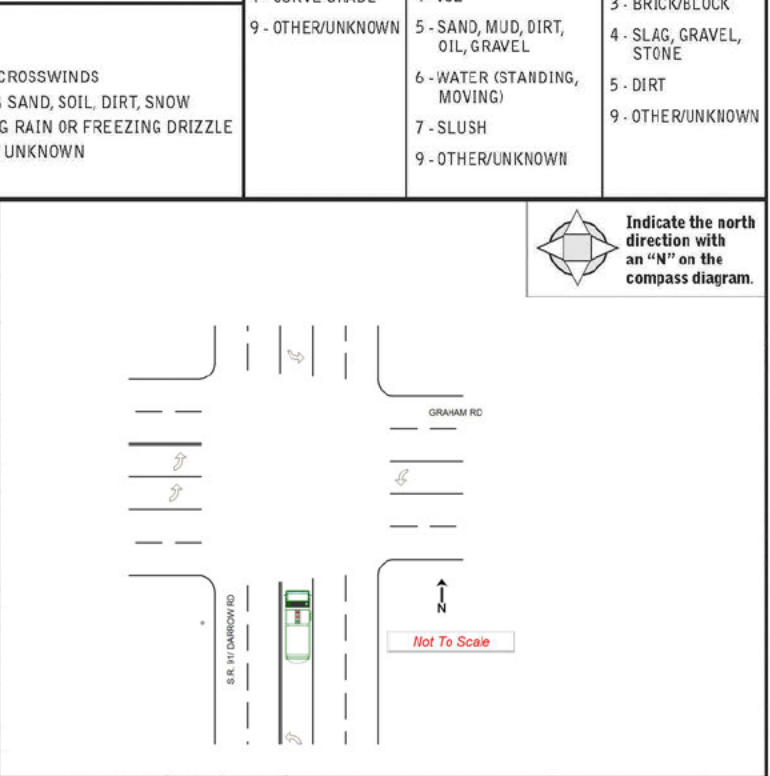 9 - OTHER/UNKNOWN
CROSSWINDS
SAND, SOIL, DIRT, SNOW
G RAIN OR FREEZING DRIZZLE
UNKNOWN
5 - SAND, MUD, DIRT,
OIL, GRAVEL
6 - WATER (STANDING,
MOVING)
7 - SLUSH
9 - OTHER/UNKNOWN
3 - BRICK/BLOCK
4 - SLAG, GRAVEL,
STONE
5 - DIRT
9 - OTHER/UNKNOWN
Indicate the north
direction with
an “N” on the
compass diagram.
GRAHAM RD
S.R. 91/ DARROW RD
N
Not To Scale